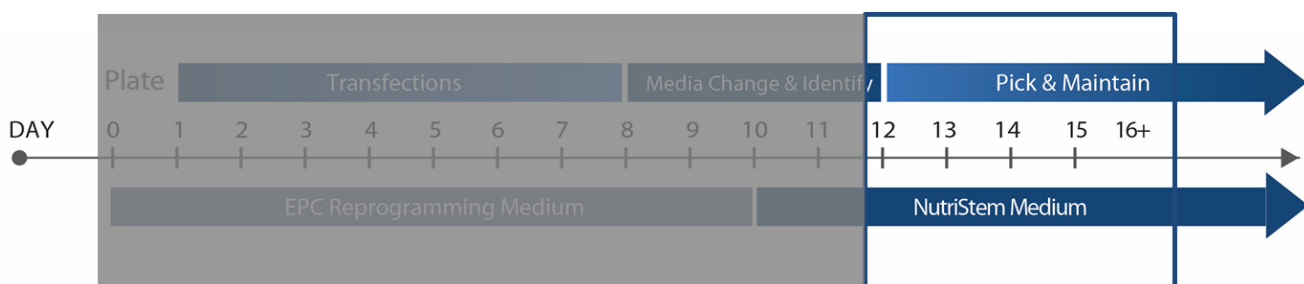 Plate
Transfections
Media Change & Identify
Pick & Maintain
DAY
0 1 2 3 4 5 6 7 8 9 10 11 12 13 14 15 16+
EPC Reprogramming Medium
NutriStem Medium